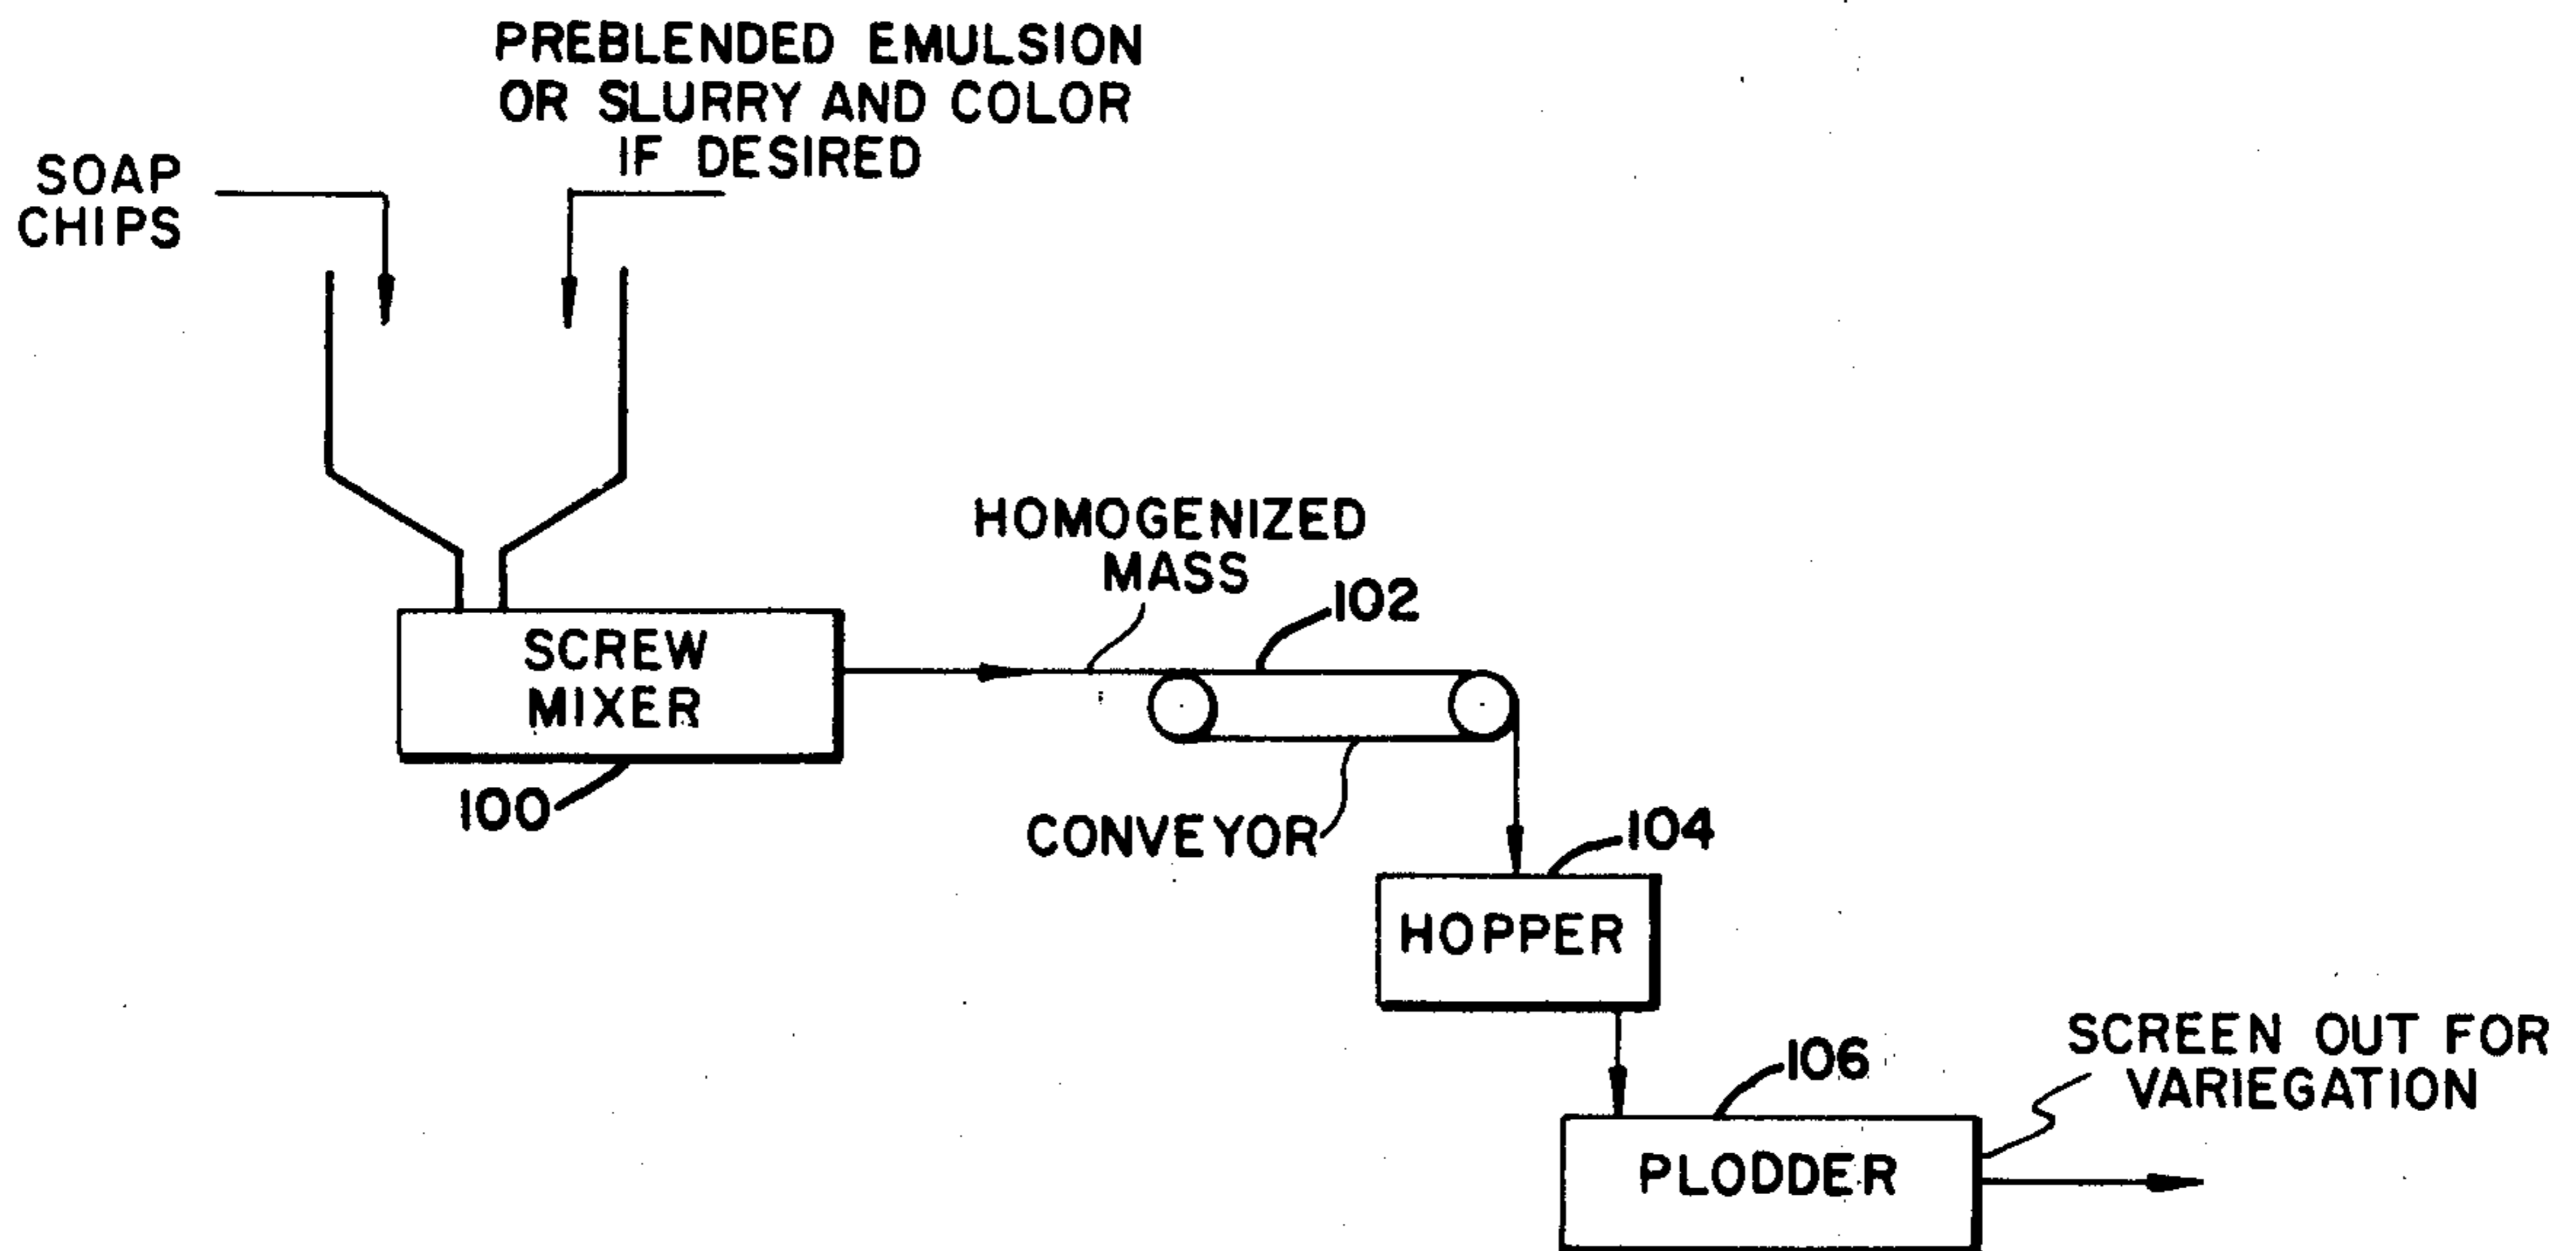 PREBLENDED EMULSION
OR SLURRY AND COLOR
IF DESIRED
SOAP
CHIPS
HOMOGENIZED
MASS
102
SCREW
MIXER
100
CONVEYOR
104
HOPPER
SCREEN OUT FOR
VARIEGATION
106
PLODDER